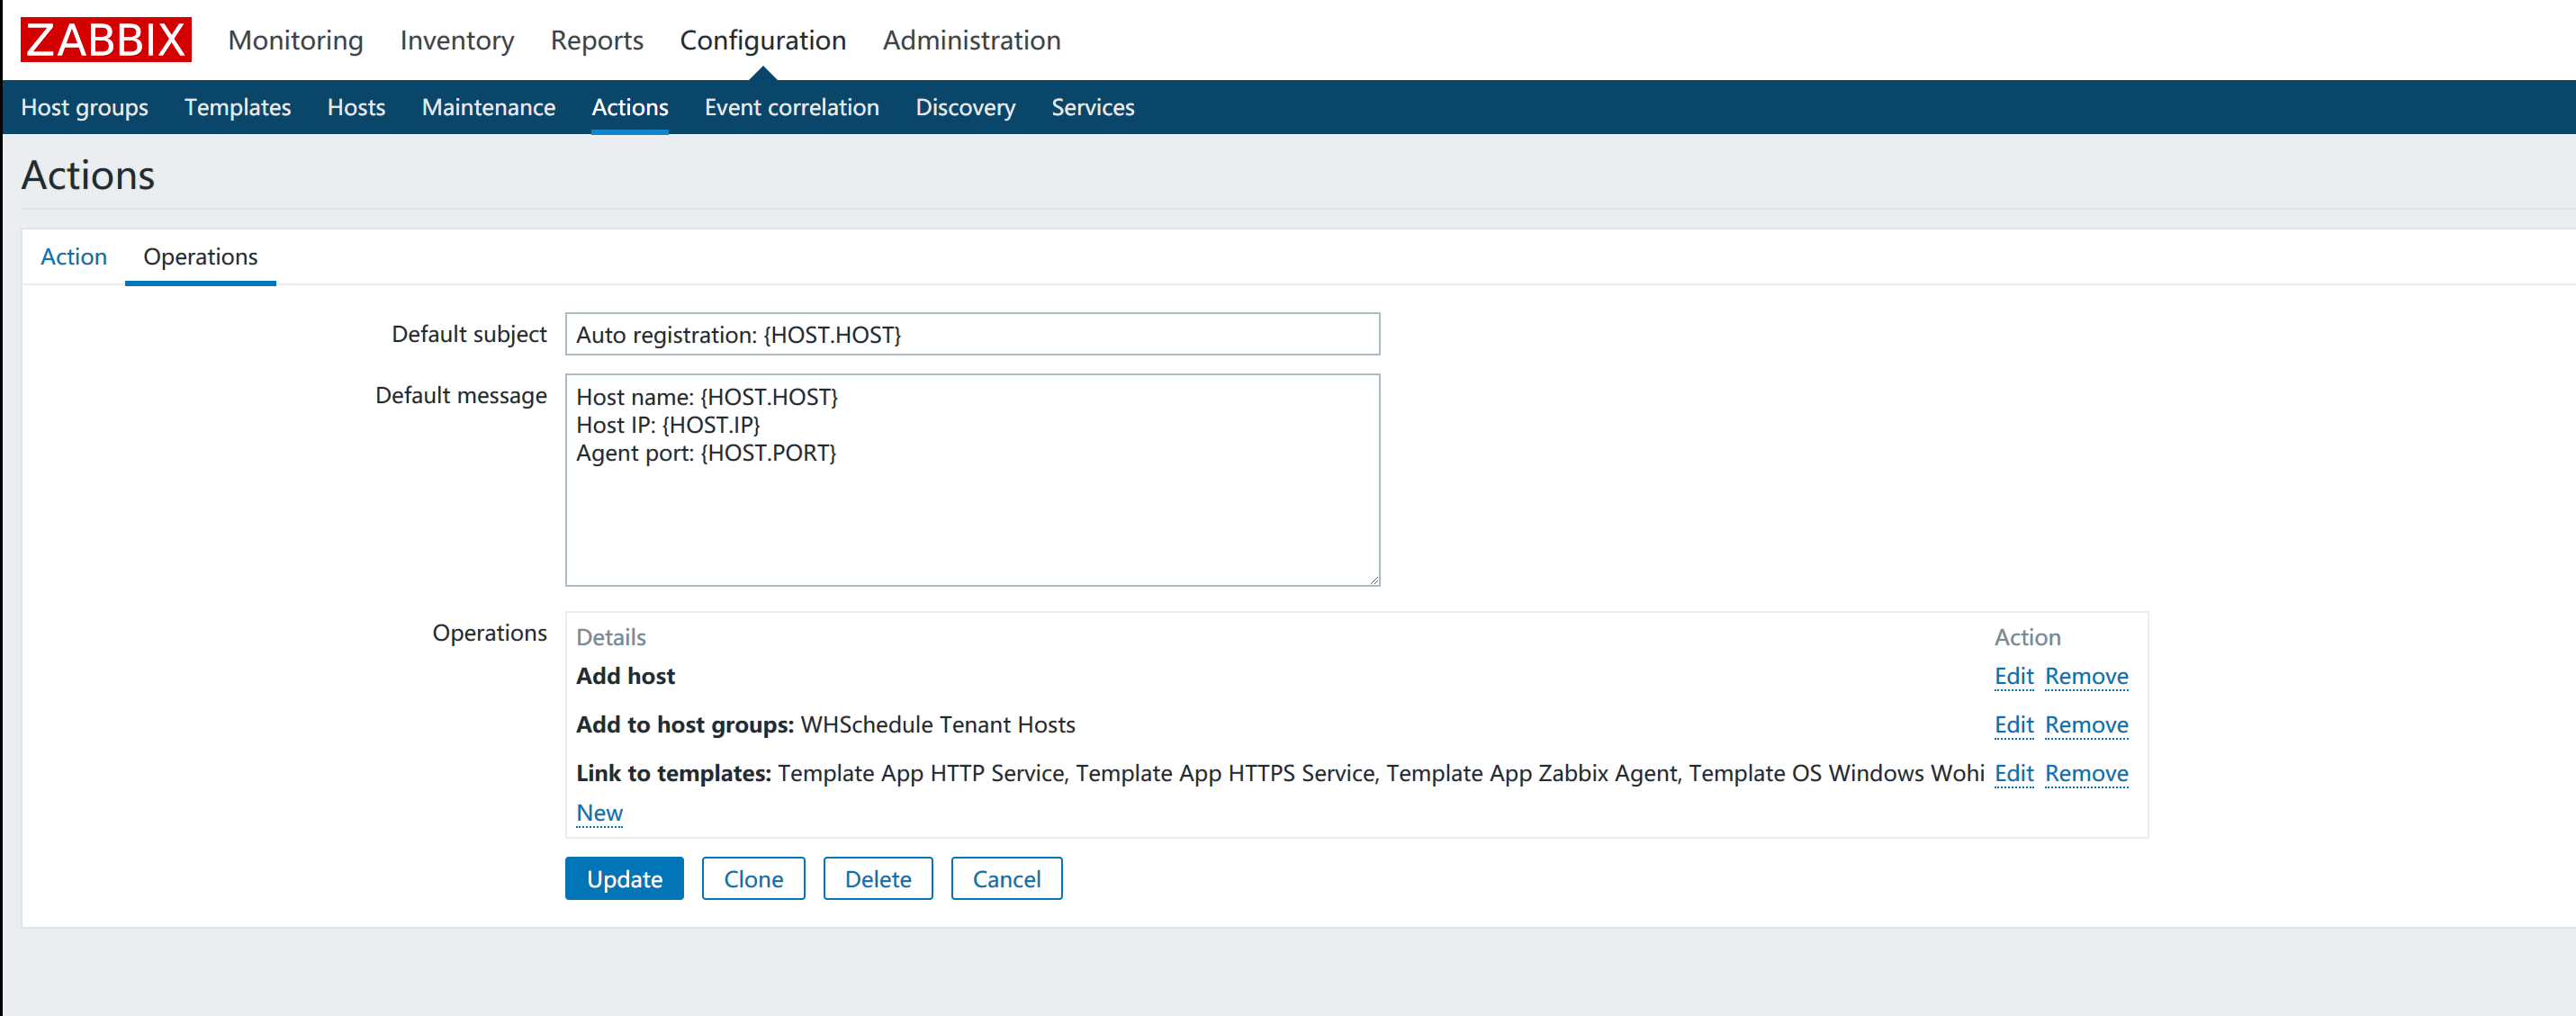 ZABBIX Monitoring Inventory Reports Configuration Administration
Host groups Templates Hosts Maintenance Actions Event correlation Discovery Services
Actions
Action Operations
Default subject Auto registration: {HOST.HOST}
Default message Host name: {HOST.HOST}
Host IP: {HOST.IP}
Agent port: {HOST.PORT}
Operations Details Action
Add host Edit Remove
Add to host groups: WHSchedule Tenant Hosts Edit Remove
Link to templates: Template App HTTP Service, Template App HTTPS Service, Template App Zabbix Agent, Template OS Windows Wohi Edit Remove
New
Update Clone Delete Cancel